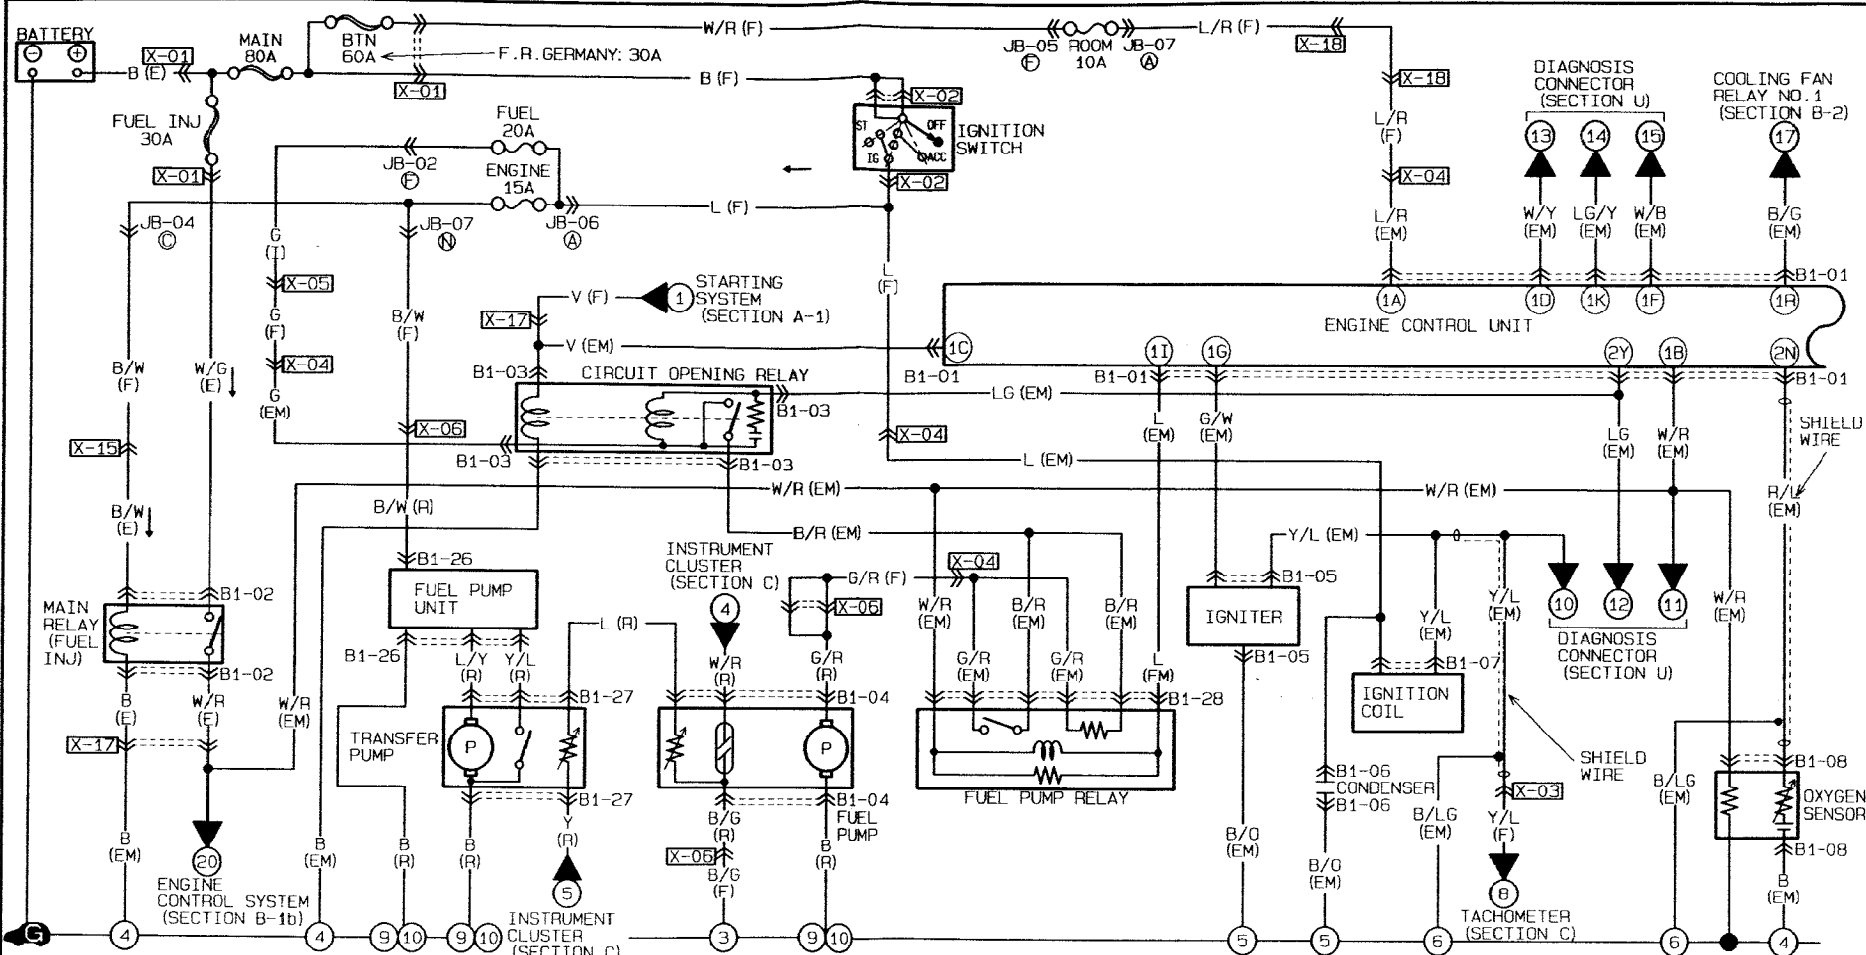 BATTERY
X-01
B (E)
MAIN
80A
BTN
60A
F.R.GERMANY: 30A
X-01
W/R (F)
B (F)
JB-05
F
ROOM
10A
JB-07
A
L/R (F)
X-18
X-18
L/R
(F)
X-04
L/R
(EM)
DIAGNOSIS
CONNECTOR
(SECTION U)
13
14
15
W/Y
(EM)
LG/Y
(EM)
W/B
(EM)
COOLING FAN
RELAY NO.1
(SECTION B-2)
17
B/G
(EM)
FUEL INJ
30A
X-01
FUEL
20A
JB-02
F
ENGINE
15A
JB-04
C
JB-07
N
JB-06
A
L (F)
X-02
ST
OFF
IG
ACC
IGNITION
SWITCH
X-02
G
(I)
X-05
G
(F)
X-04
G
(EM)
B/W
(F)
B/W
(F)
W/G
(E)
X-06
X-15
B/W
(E)
B/W (R)
V (F)
1
STARTING
SYSTEM
(SECTION A-1)
X-17
V (EM)
L
(F)
B1-01
1A
1D
1K
1F
1R
ENGINE CONTROL UNIT
1C
1I
1G
2Y
1B
2N
B1-01
B1-01
B1-01
B1-03
CIRCUIT OPENING RELAY
B1-03
B1-03
B1-03
LG (EM)
X-04
L (EM)
L
(EM)
G/W
(EM)
LG
(EM)
W/R
(EM)
R/L
(EM)
SHIELD
WIRE
W/R (EM)
W/R (EM)
B/R (EM)
B1-26
FUEL PUMP
UNIT
B1-26
L/Y
(R)
Y/L
(R)
L (R)
INSTRUMENT
CLUSTER
(SECTION C)
4
W/R
(R)
G/R (F)
X-04
X-06
G/R
(R)
W/R
(EM)
B/R
(EM)
B/R
(EM)
G/R
(EM)
G/R
(EM)
L
(EM)
B1-28
FUEL PUMP RELAY
Y/L (EM)
B1-05
IGNITER
B1-05
Y/L
(EM)
B1-07
IGNITION
COIL
Y/L
(EM)
10
12
11
DIAGNOSIS
CONNECTOR
(SECTION U)
W/R
(EM)
MAIN
RELAY
(FUEL
INJ)
B1-02
B1-02
B
(E)
W/R
(E)
W/R
(EM)
X-17
B
(EM)
20
ENGINE
CONTROL SYSTEM
(SECTION B-1b)
B
(EM)
B
(R)
B1-27
TRANSFER
PUMP
P
B1-27
B
(R)
Y
(R)
5
INSTRUMENT
CLUSTER
(SECTION C)
B1-04
P
B1-04
FUEL
PUMP
B/G
(R)
X-06
B/G
(F)
B
(R)
B/O
(EM)
B1-06
CONDENSER
B1-06
B/O
(EM)
B/LG
(EM)
SHIELD
WIRE
X-03
Y/L
(F)
8
TACHOMETER
(SECTION C)
B/LG
(EM)
B1-08
OXYGEN
SENSOR
B1-08
B
(EM)
G
4
4
9
10
9
10
3
9
10
5
5
6
6
4